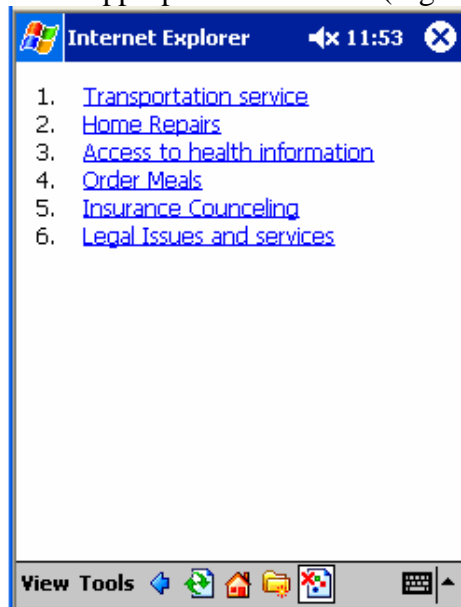 Internet Explorer 11:53
1. Transportation service
2. Home Repairs
3. Access to health information
4. Order Meals
5. Insurance Counceling
6. Legal Issues and services
View Tools